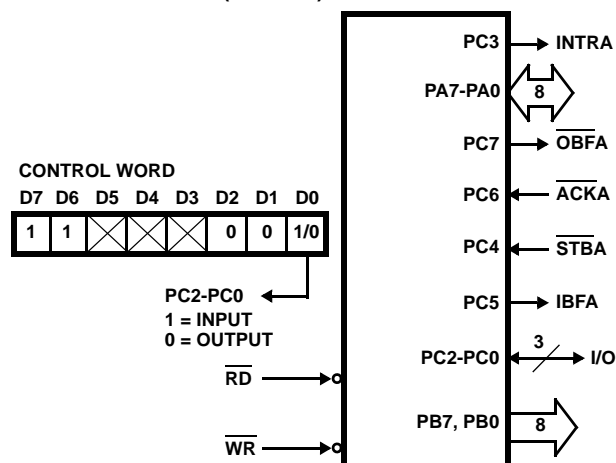 PC3 INTRA
PA7-PA0 8
PC7 OBFA
CONTROL WORD
D7 D6 D5 D4 D3 D2 D1 D0
1 1 0 0 1/0
PC6 ACKA
PC4 STBA
PC2-PC0
1 = INPUT
0 = OUTPUT
PC5 IBFA
PC2-PC0 3 I/O
RD
PB7, PB0 8
WR